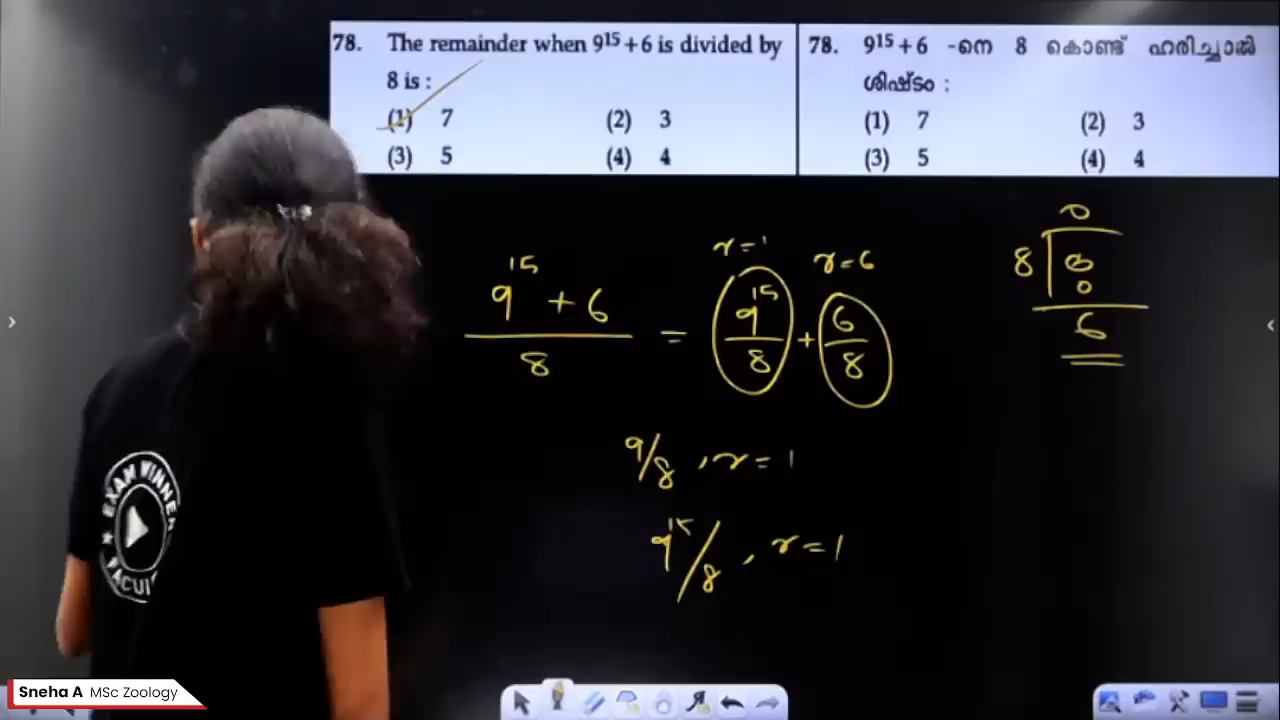 78. The remainder when 9¹⁵ + 6 is divided by
8 is :
(1) 7 (2) 3
(3) 5 (4) 4
78. 9¹⁵ + 6 -നെ 8 കൊണ്ട് ഹരിച്ചാൽ
ശിഷ്ടം :
(1) 7 (2) 3
(3) 5 (4) 4
9¹⁵ + 6
8
=
r = 1
9¹⁵
8
+
r = 6
6
8
0
8
0
6
9/8 , r = 1
9¹⁵/8 , r = 1
EXAM WINNER
Sneha A MSc Zoology